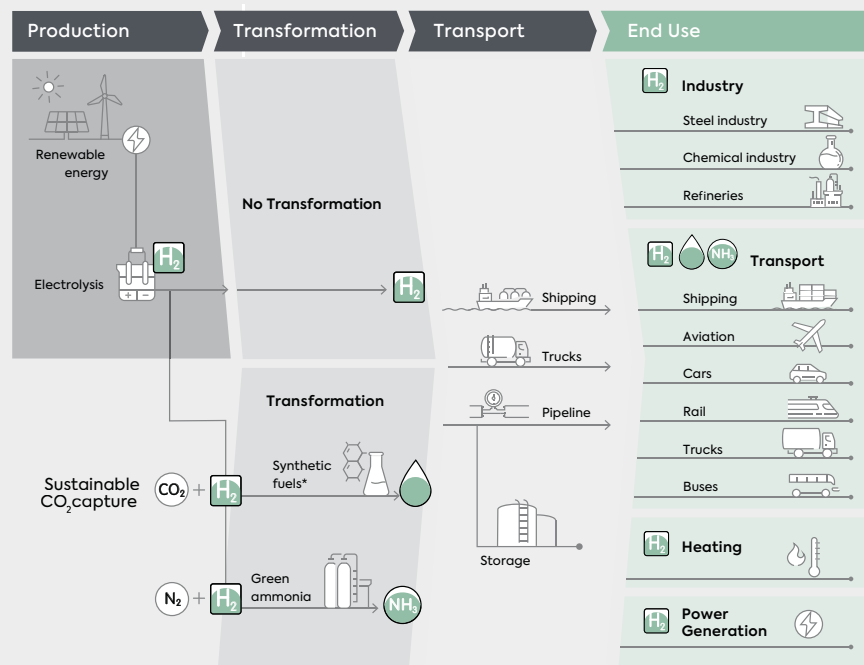 Production
Transformation
Transport
End Use
Renewable
energy
H₂
Electrolysis
+ −
No Transformation
H₂
Transformation
Sustainable
CO₂capture
CO₂ + H₂
Synthetic
fuels*
N₂ + H₂
Green
ammonia
NH₃
Shipping
Trucks
Pipeline
Storage
H₂ Industry
Steel industry
Chemical industry
Refineries
H₂ NH₃ Transport
Shipping
Aviation
Cars
Rail
Trucks
Buses
H₂ Heating
H₂ Power
Generation